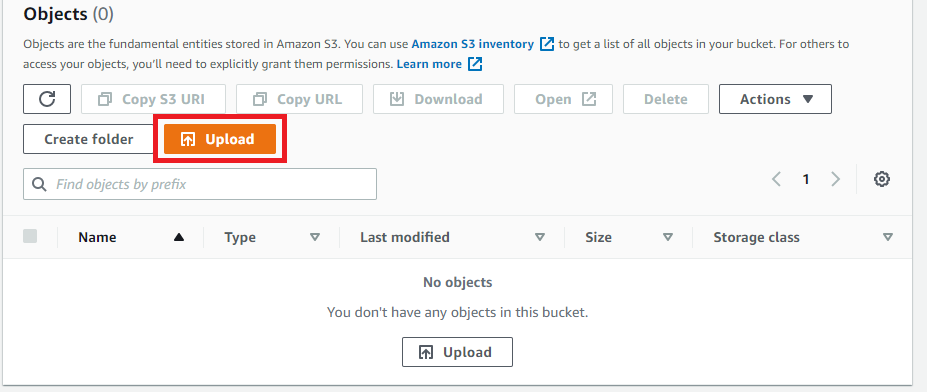 Objects (0)
Objects are the fundamental entities stored in Amazon S3. You can use Amazon S3 inventory to get a list of all objects in your bucket. For others to
access your objects, you'll need to explicitly grant them permissions. Learn more
Copy S3 URI Copy URL Download Open Delete Actions
Create folder Upload
Find objects by prefix 1
Name Type Last modified Size Storage class
No objects
You don't have any objects in this bucket.
Upload